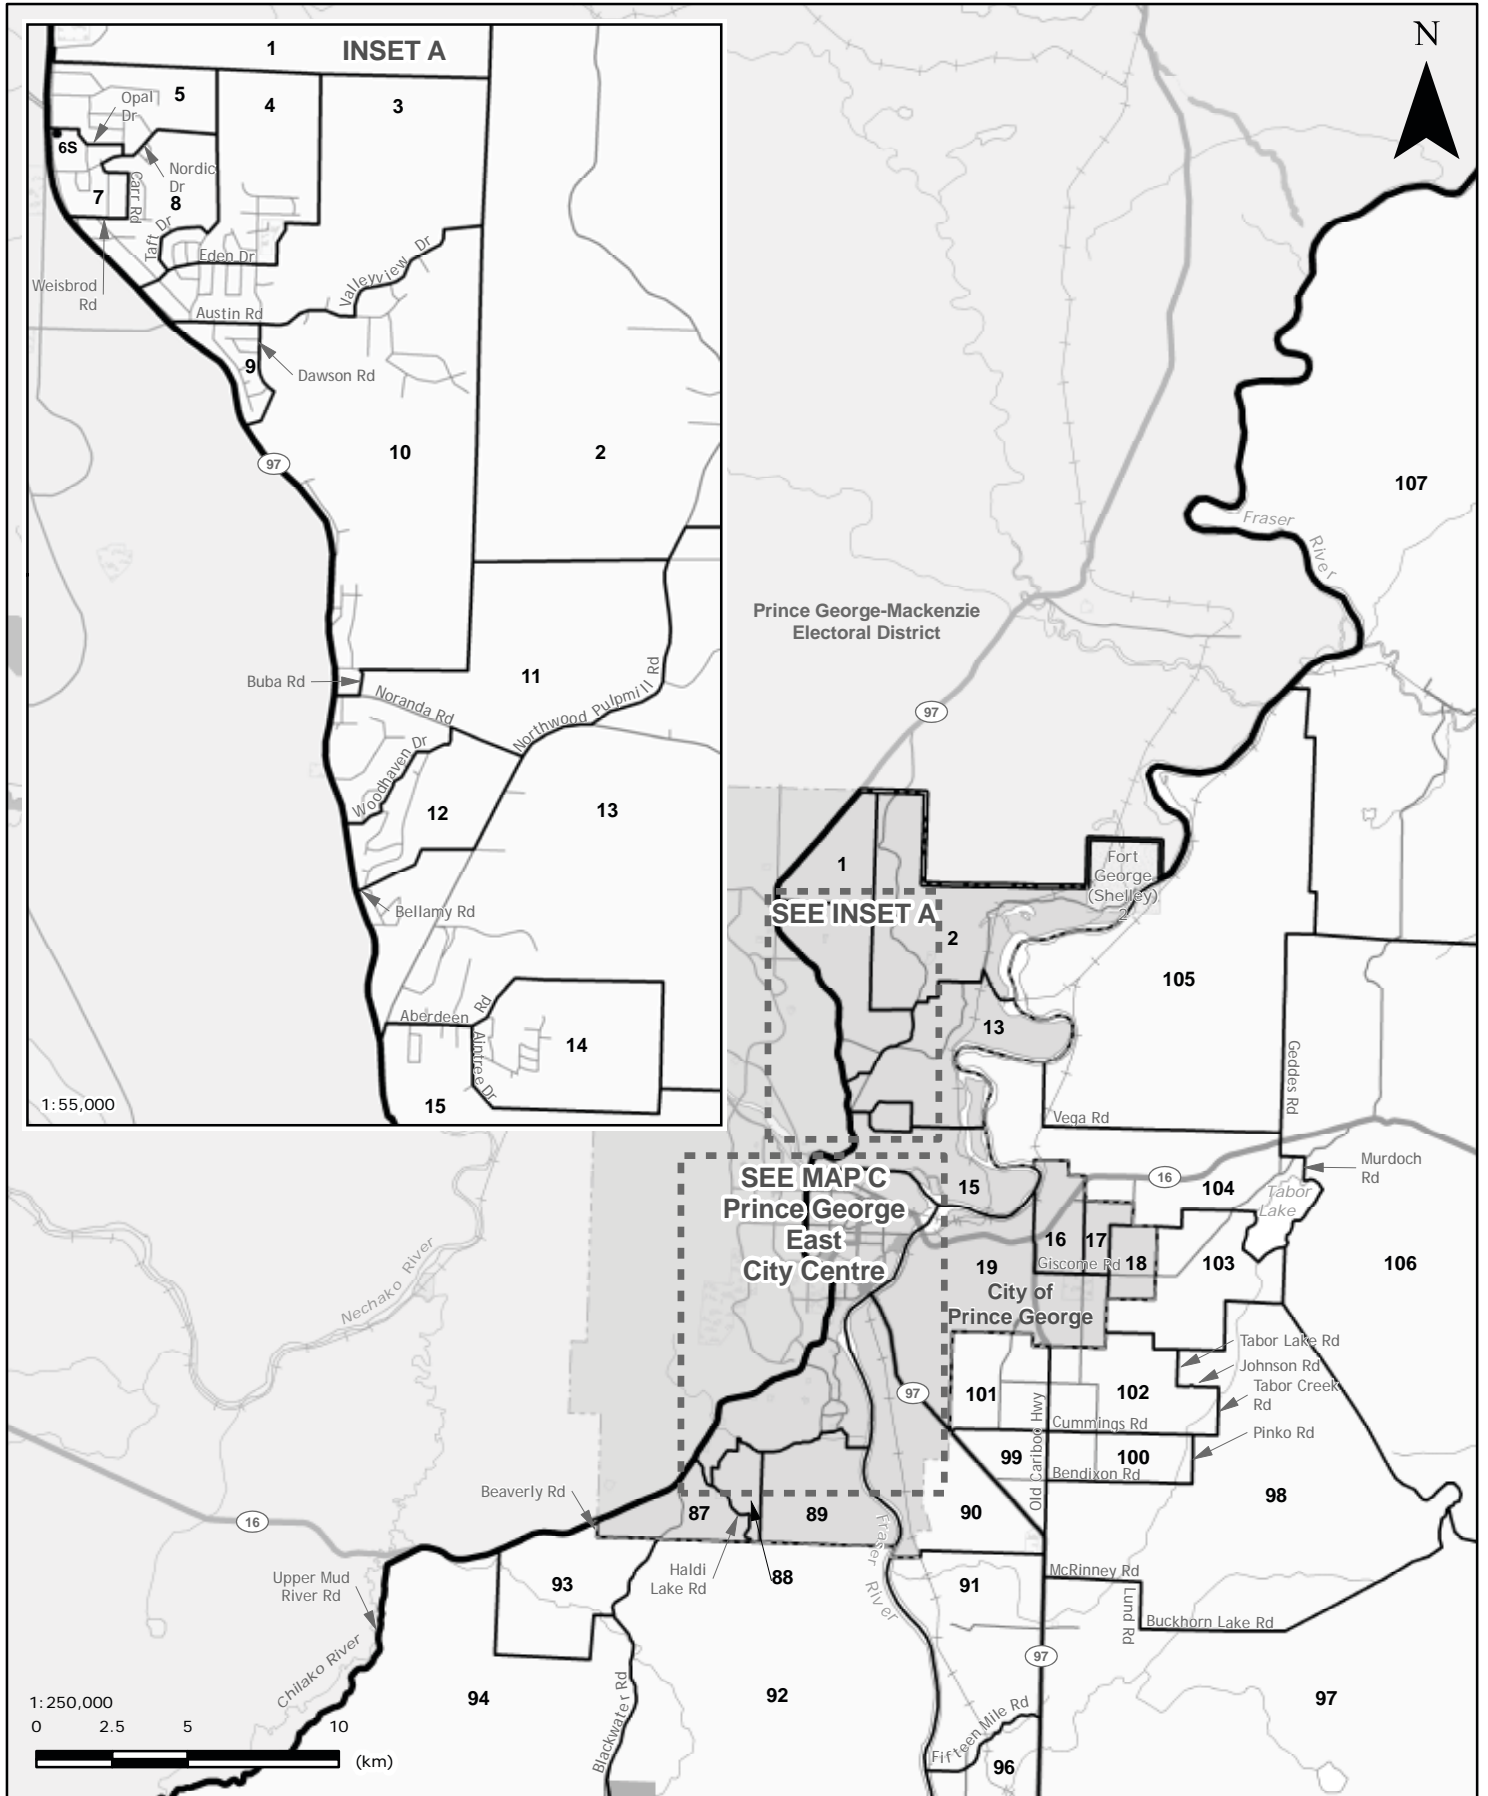 1
INSET A
N
5
4
3
Opal
Dr
6S
Nordic
Dr
7
Carr Rd
8
Taft Dr
Eden Dr
Valleyview Dr
Weisbrod
Rd
Austin Rd
9
Dawson Rd
10
2
97
107
Fraser
River
Prince George-Mackenzie
Electoral District
Buba Rd
11
Noranda Rd
Northwood Pulpmill Rd
97
Woodhaven Dr
12
13
1
Fort
George
(Shelley)
2
Bellamy Rd
SEE INSET A
2
105
Aberdeen Rd
13
14
Aintree Dr
Geddes Rd
15
1:55,000
Vega Rd
Murdoch
Rd
SEE MAP C
Prince George
East
City Centre
15
16
104
Tabor
Lake
16
17
18
Giscome Rd
19
103
106
Nechako River
City of
Prince George
Tabor Lake Rd
Johnson Rd
Tabor Creek
Rd
97
101
102
Old Cariboo Hwy
Cummings Rd
Pinko Rd
99
100
Bendixon Rd
Beaverly Rd
98
87
89
90
16
Fraser River
Haldi
Lake Rd
88
Upper Mud
River Rd
93
91
McRinney Rd
Lund Rd
Buckhorn Lake Rd
97
Chilako River
1:250,000
94
92
97
0 2.5 5 10
(km)
Blackwater Rd
Fifteen Mile Rd
96